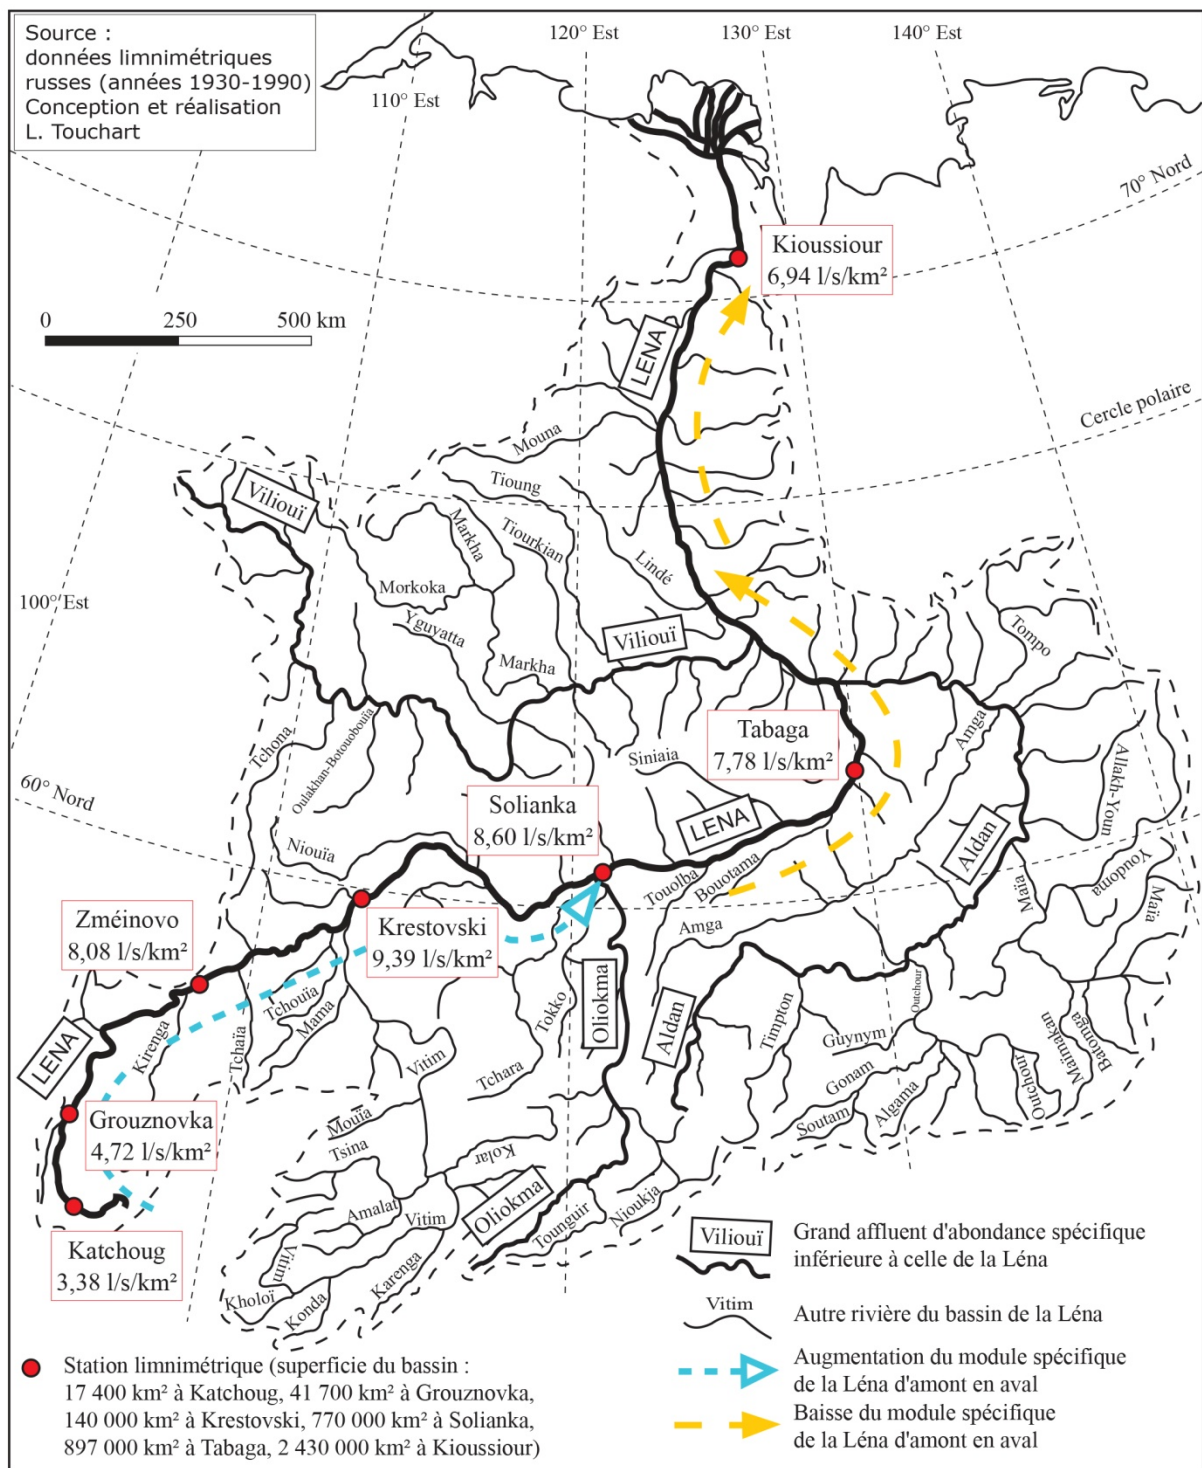 Source :
données limnimétriques
russes (années 1930-1990)
Conception et réalisation
L. Touchart
110° Est
120° Est
130° Est
140° Est
70° Nord
Kioussiour
6,94 l/s/km²
0 250 500 km
LENA
Cercle polaire
Mouna
Tioung
Viliouï
Markha
Tiourkian
Lindé
Morkoka
100° Est
Yguvatta
Viliouï
Markha
Tompo
Tchona
Oulakhan-Botouobouïa
Siniaia
Tabaga
7,78 l/s/km²
Amga
Allakh-Youn
60° Nord
Solianka
8,60 l/s/km²
LENA
Aldan
Niouïa
Touolba
Bouotama
Maïa
Youdoma
Maïa
Zméinovo
8,08 l/s/km²
Krestovski
9,39 l/s/km²
Amga
Tchouïa
Mama
Tokko
Oliokma
Aldan
Timpton
Outchour
LENA
Kirenga
Tchaïa
Vitim
Tchara
Guynym
Gonam
Soutam
Algama
Outchour
Maïmakan
Batomga
Grouznovka
4,72 l/s/km²
Mouïa
Tsina
Kolar
Amalat
Vitim
Oliokma
Tounguir
Nioukja
Katchoug
3,38 l/s/km²
Vitim
Karenga
Kholoï
Konda
Viliouï
Grand affluent d'abondance spécifique
inférieure à celle de la Léna
Vitim
Autre rivière du bassin de la Léna
Augmentation du module spécifique
de la Léna d'amont en aval
Baisse du module spécifique
de la Léna d'amont en aval
Station limnimétrique (superficie du bassin :
17 400 km² à Katchoug, 41 700 km² à Grouznovka,
140 000 km² à Krestovski, 770 000 km² à Solianka,
897 000 km² à Tabaga, 2 430 000 km² à Kioussiour)